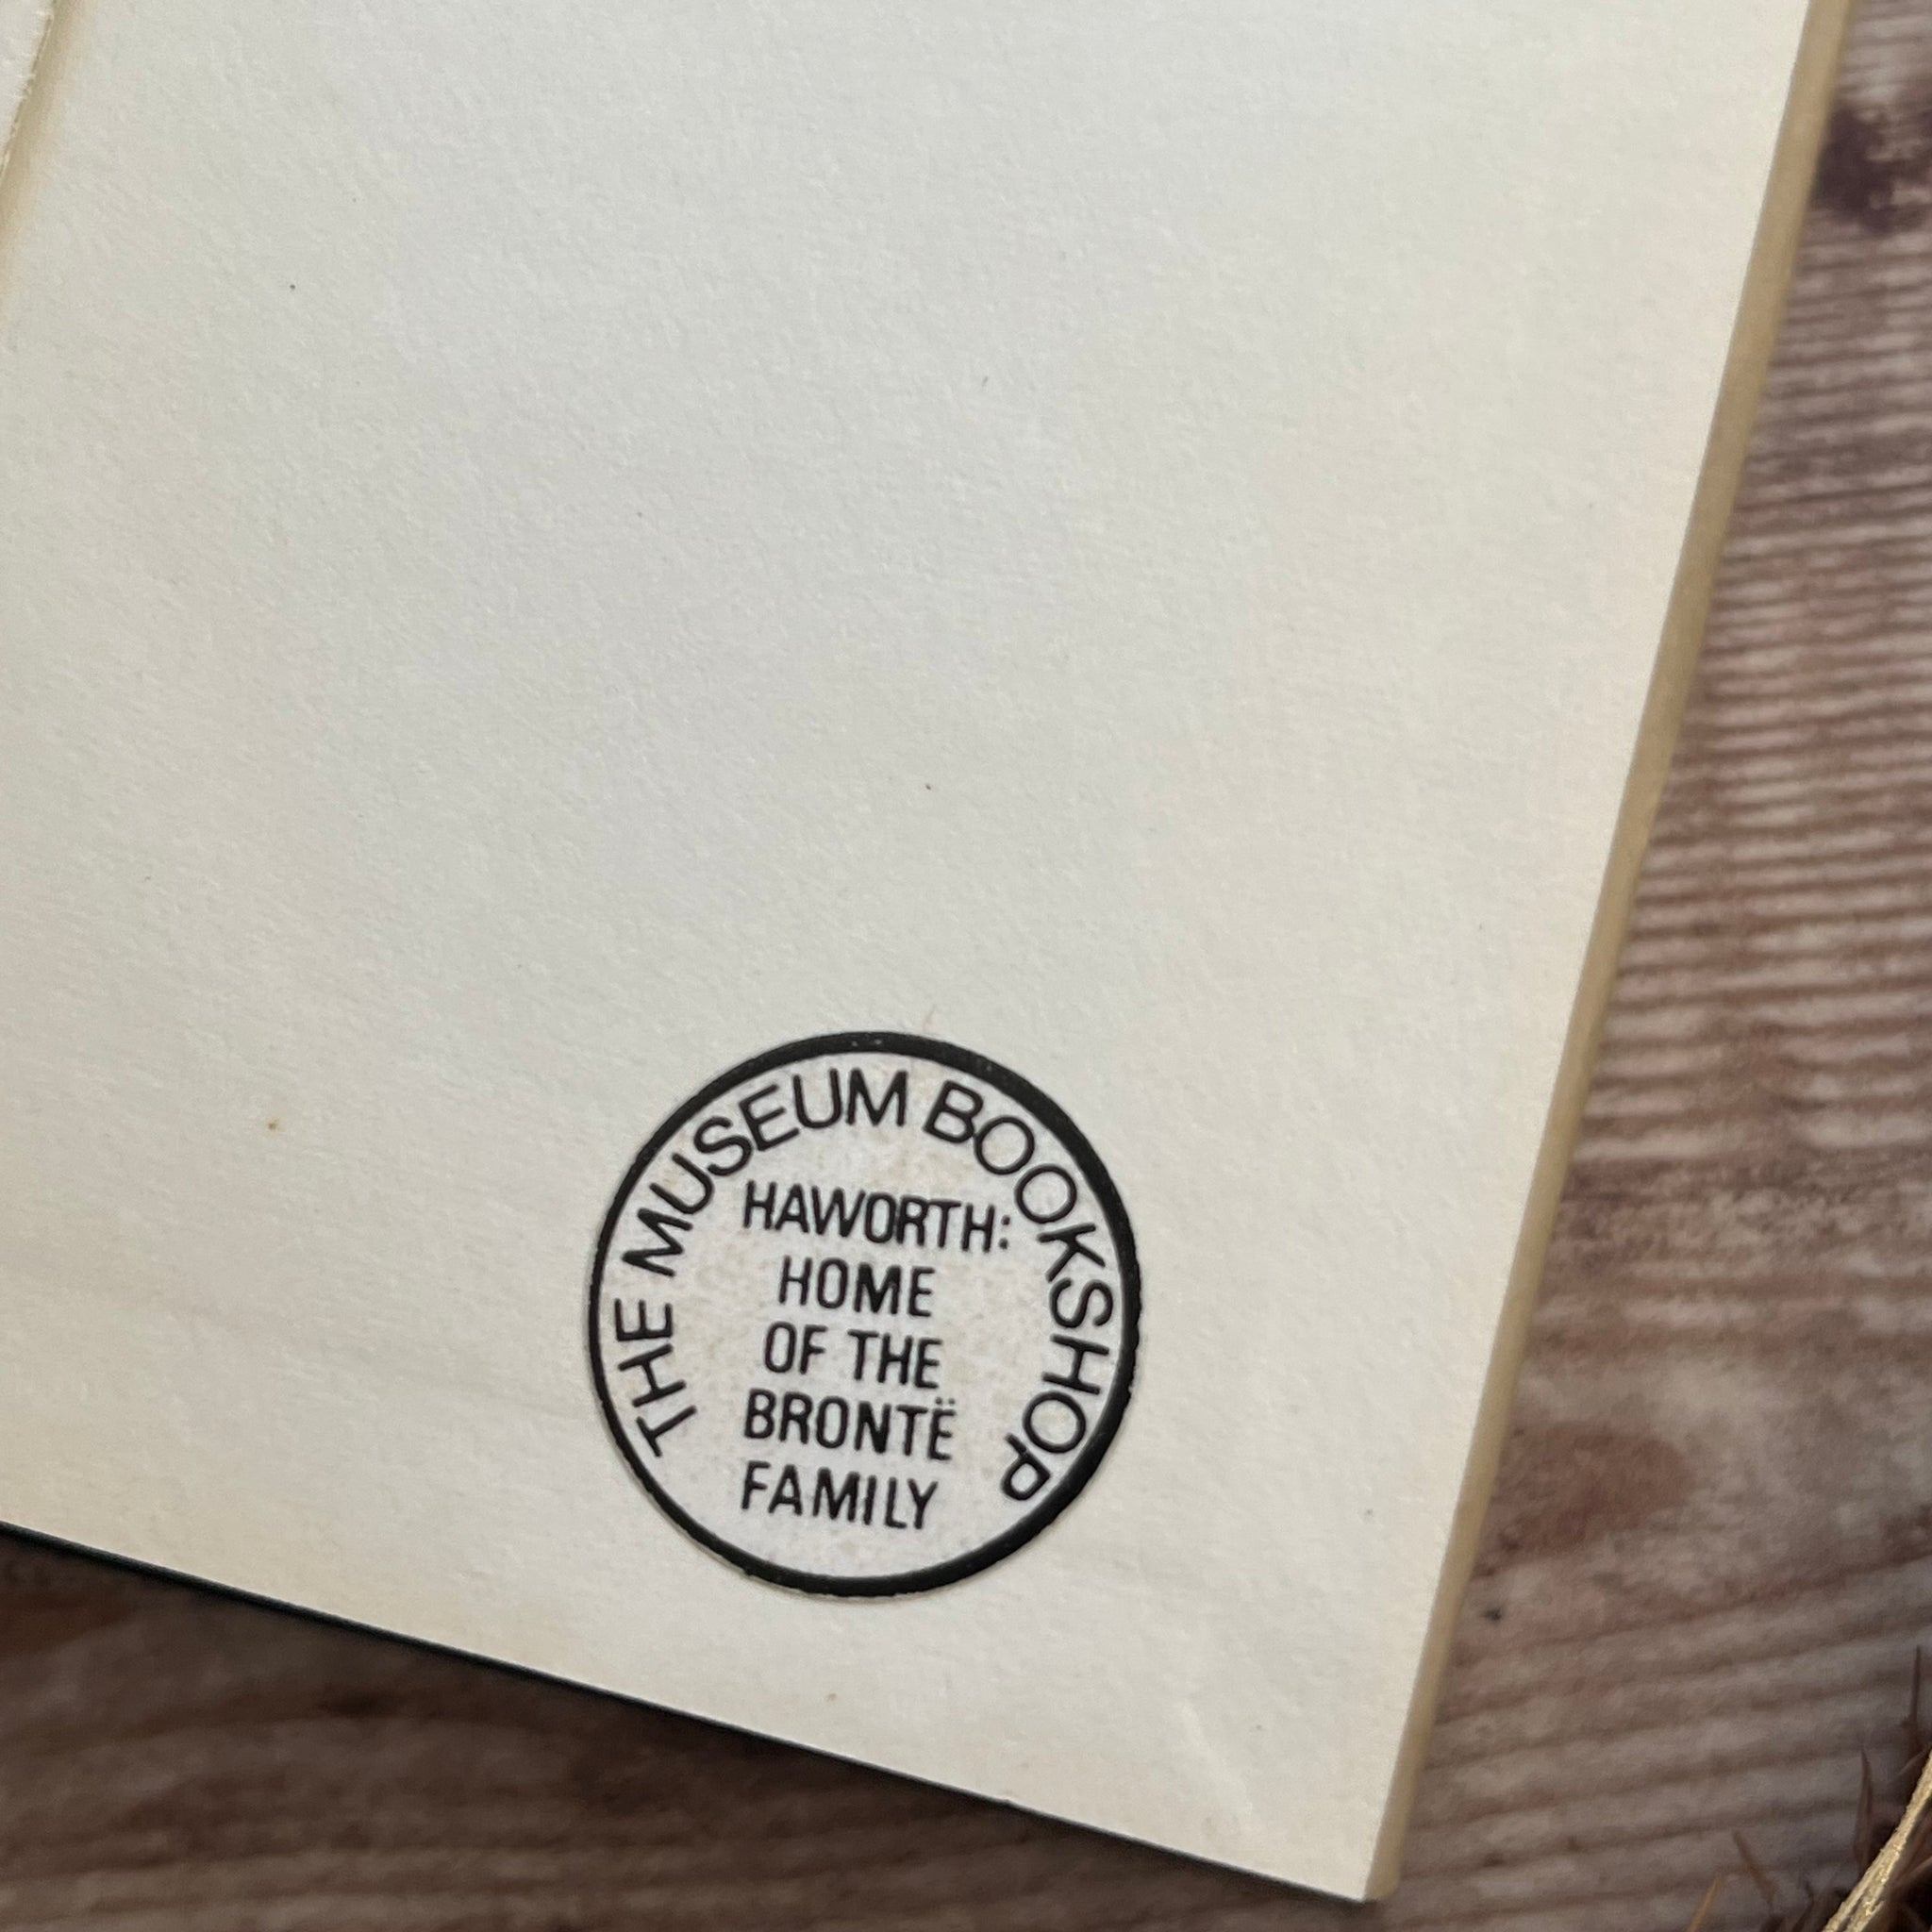 THE MUSEUM BOOKSHOP
HAWORTH:
HOME
OF THE
BRONTË
FAMILY